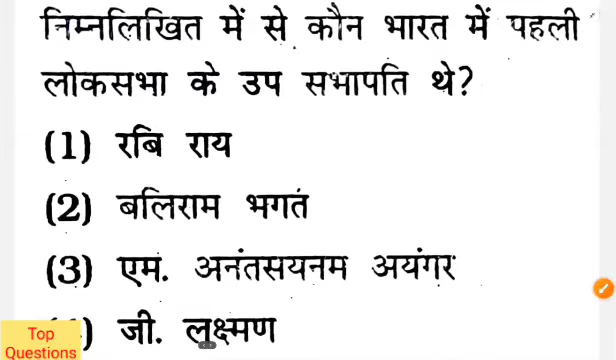 निम्नलिखित में से कौन भारत में पहली
लोकसभा के उप सभापति थे?
(1) रबि राय
(2) बलिराम भगत
(3) एम. अनंतसयनम अयंगर
जी. लक्ष्मण
Top
Questions